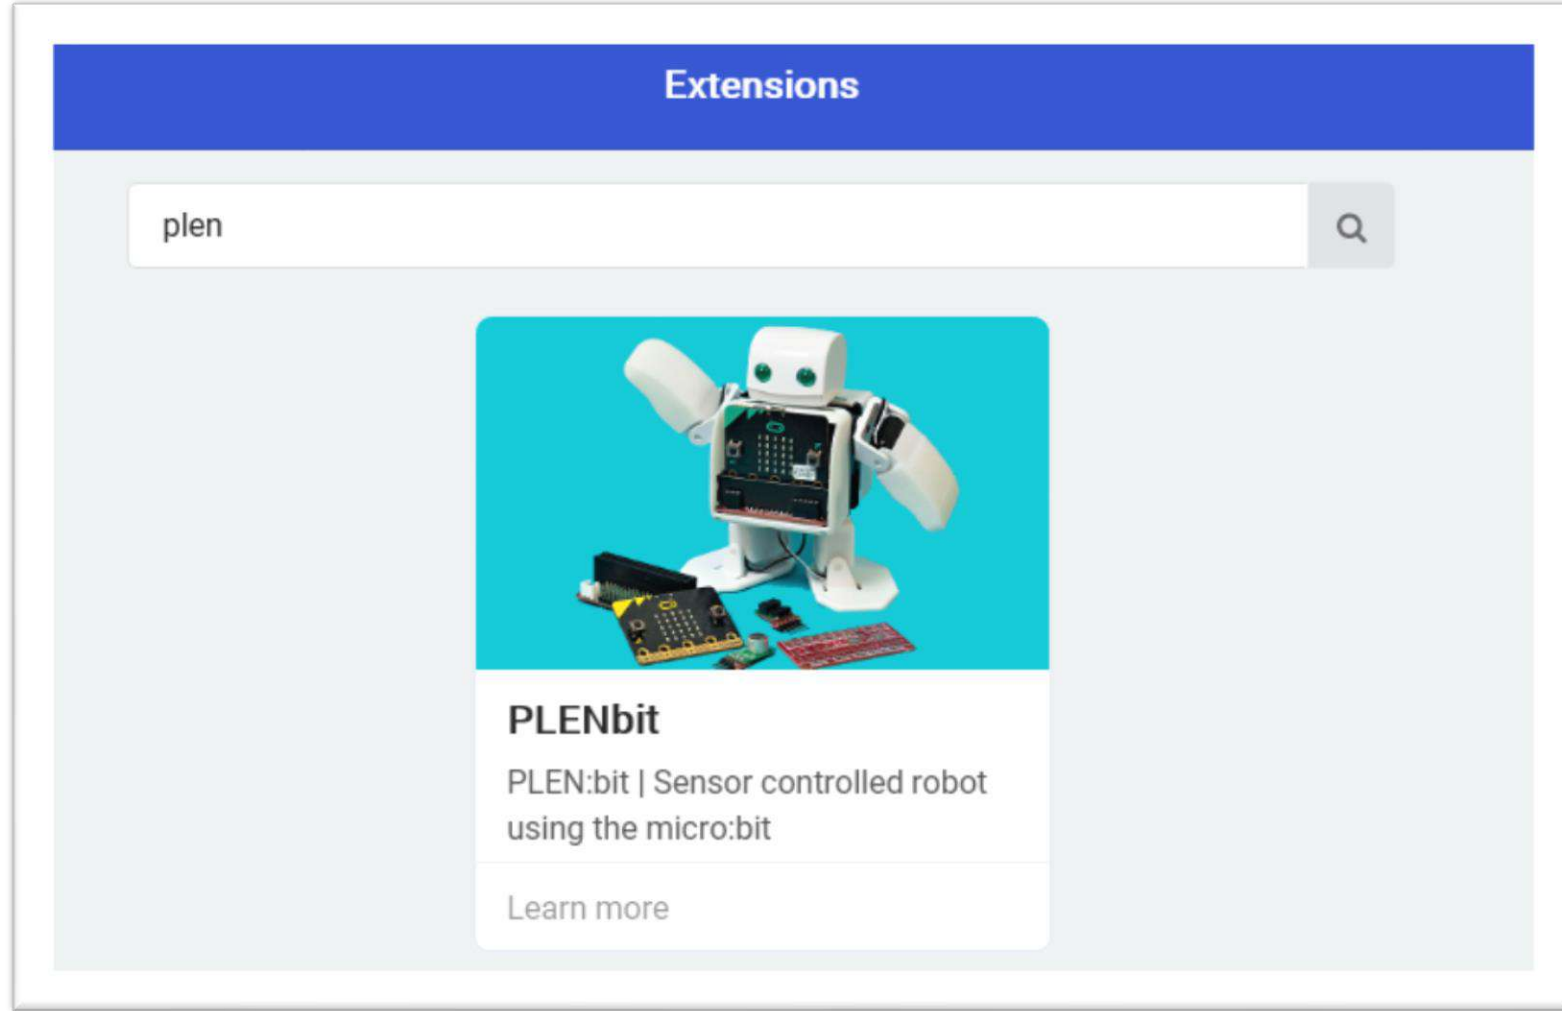 Extensions
plen
PLENbit
PLEN:bit | Sensor controlled robot
using the micro:bit
Learn more